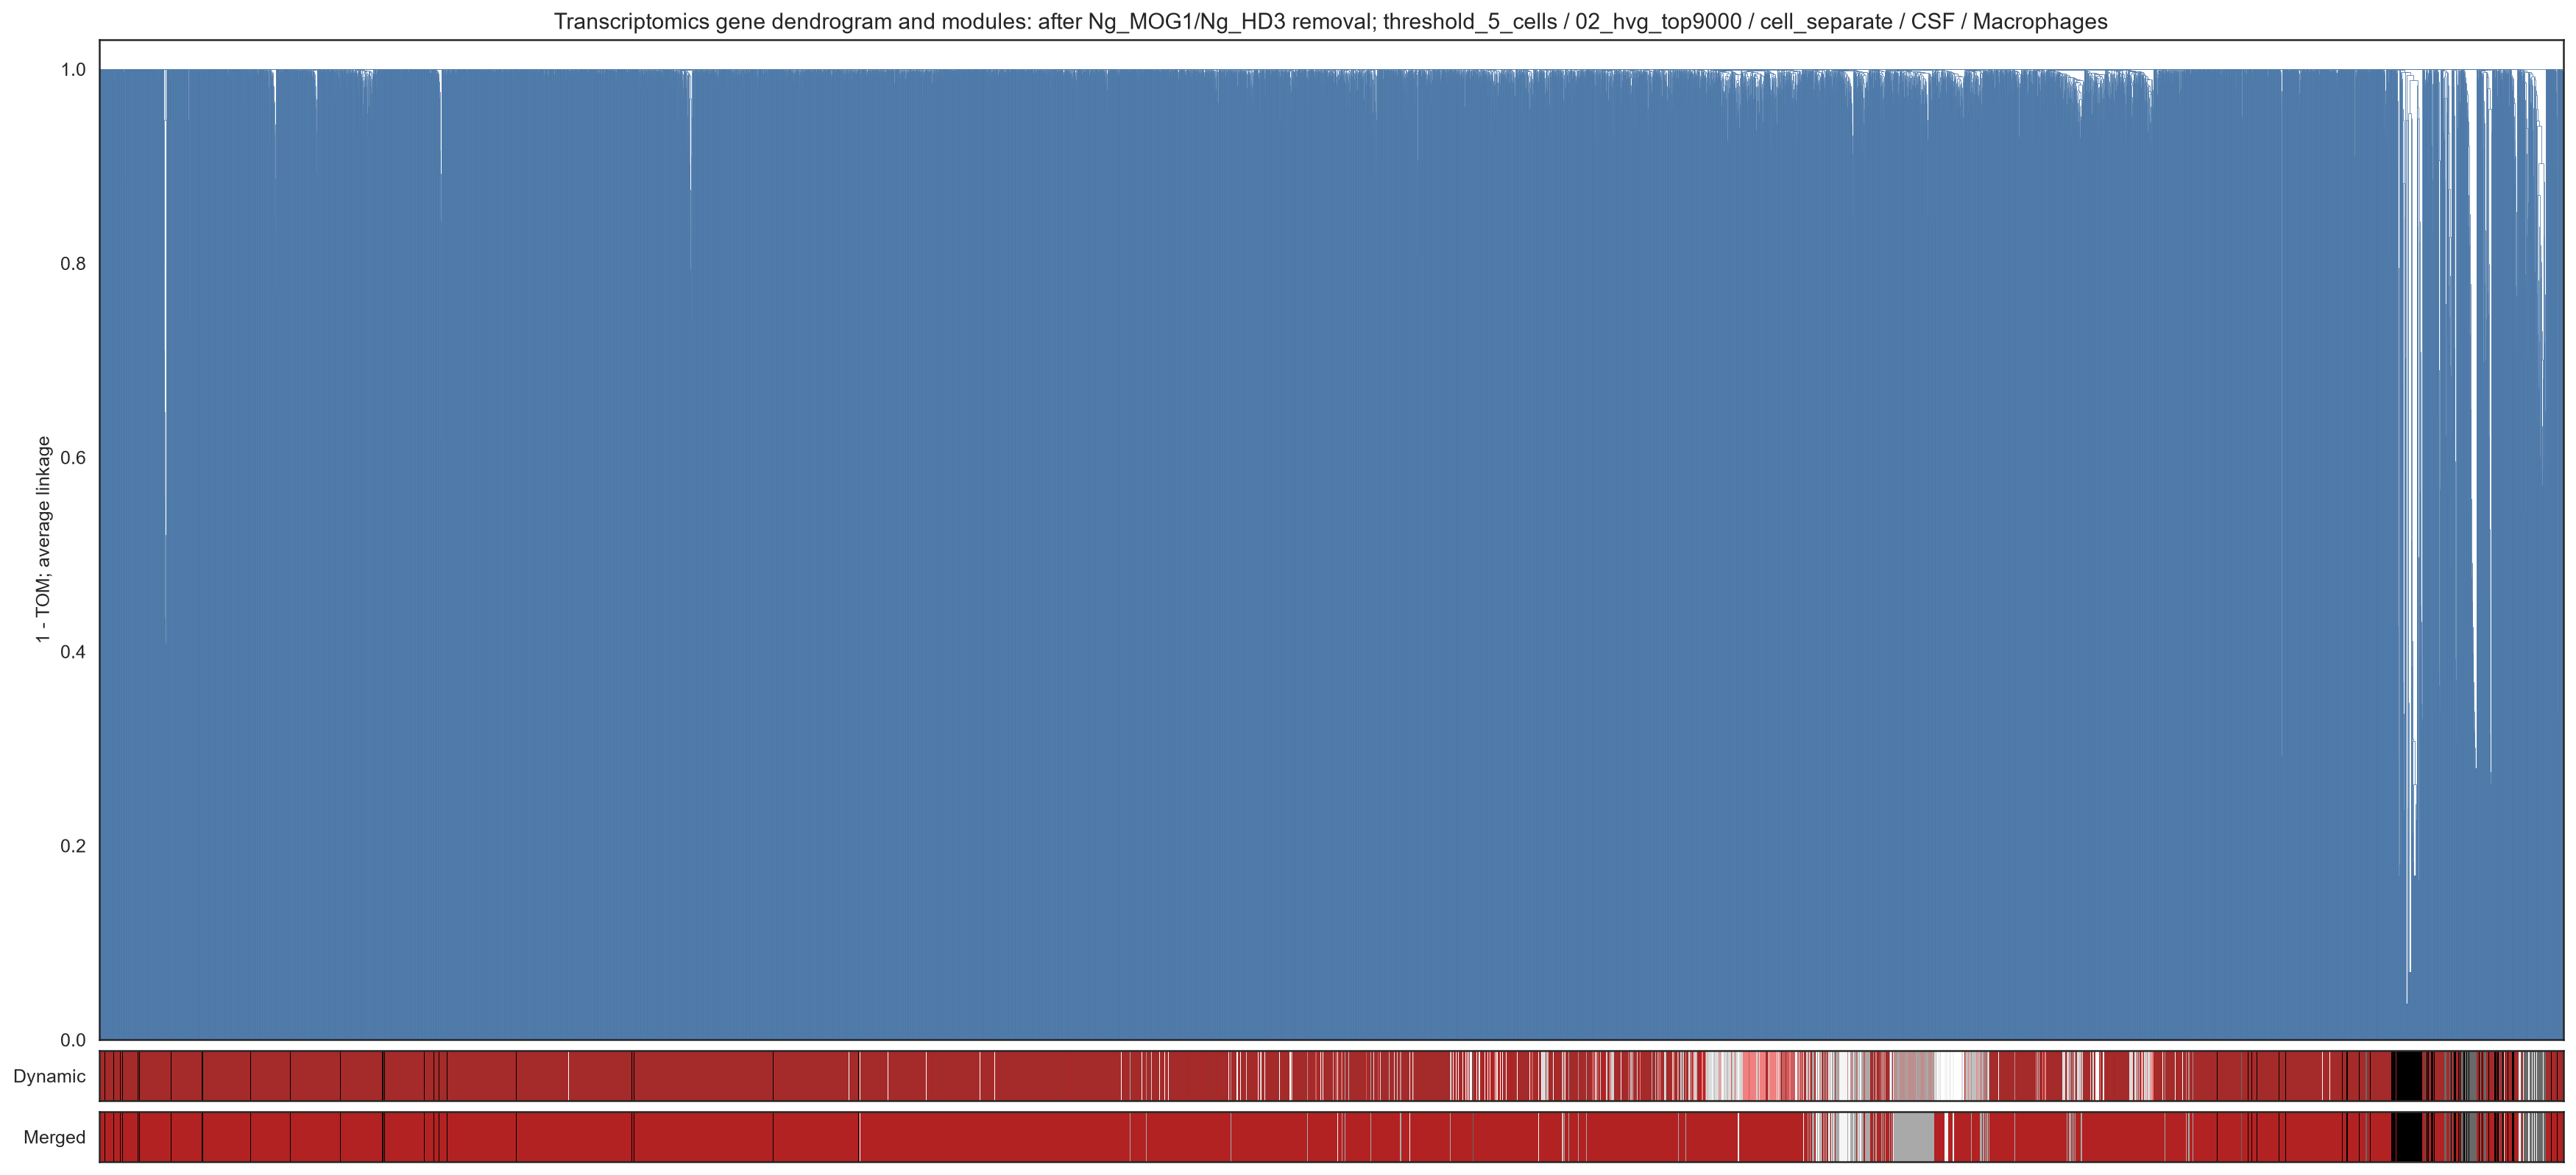 Transcriptomics gene dendrogram and modules: after Ng_MOG1/Ng_HD3 removal; threshold_5_cells / 02_hvg_top9000 / cell_separate / CSF / Macrophages
1.0
0.8
0.6
0.4
0.2
0.0
1 - TOM; average linkage
Dynamic
Merged